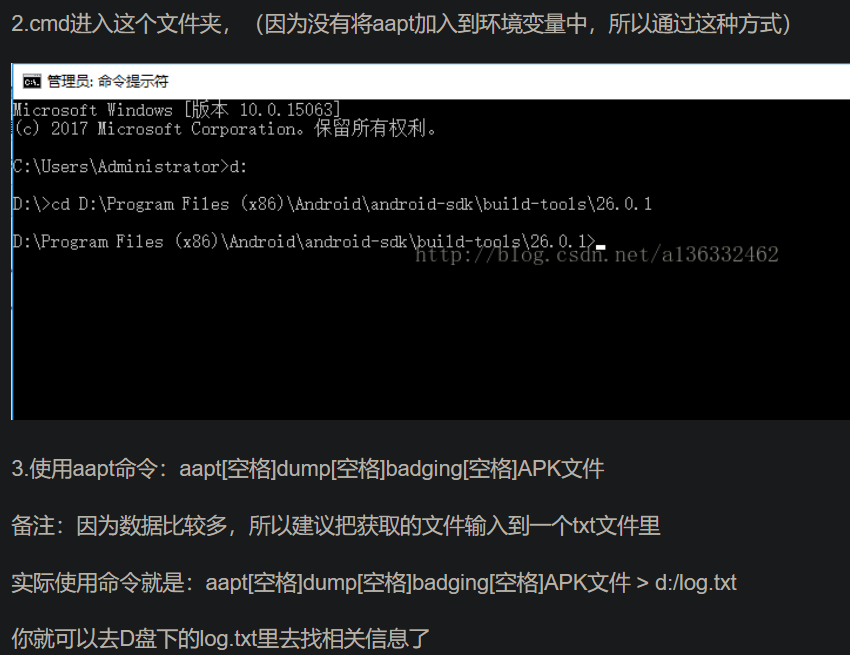 2.cmd进入这个文件夹，（因为没有将aapt加入到环境变量中，所以通过这种方式）
管理员: 命令提示符
Microsoft Windows [版本 10.0.15063]
(c) 2017 Microsoft Corporation。保留所有权利。
C:\Users\Administrator>d:
D:\>cd D:\Program Files (x86)\Android\android-sdk\build-tools\26.0.1
D:\Program Files (x86)\Android\android-sdk\build-tools\26.0.1>
http://blog.csdn.net/a136332462
3.使用aapt命令：aapt[空格]dump[空格]badging[空格]APK文件
备注：因为数据比较多，所以建议把获取的文件输入到一个txt文件里
实际使用命令就是：aapt[空格]dump[空格]badging[空格]APK文件 > d:/log.txt
你就可以去D盘下的log.txt里去找相关信息了